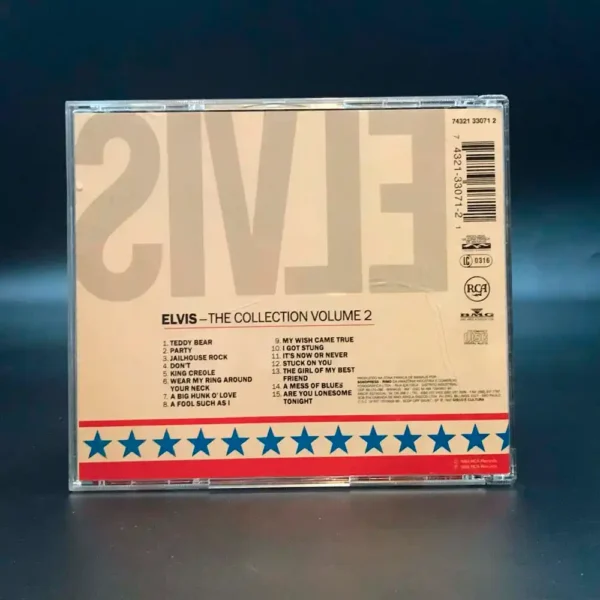 74321 33071 2
ELVIS
7 4321-33071-2 1
LC 0316
RCA
BMG
ELVIS – THE COLLECTION VOLUME 2
1. TEDDY BEAR
2. PARTY
3. JAILHOUSE ROCK
4. DON'T
5. KING CREOLE
6. WEAR MY RING AROUND
YOUR NECK
7. A BIG HUNK O' LOVE
8. A FOOL SUCH AS I
9. MY WISH CAME TRUE
10. I GOT STUNG
11. IT'S NOW OR NEVER
12. STUCK ON YOU
13. THE GIRL OF MY BEST
FRIEND
14. A MESS OF BLUES
15. ARE YOU LONESOME
TONIGHT